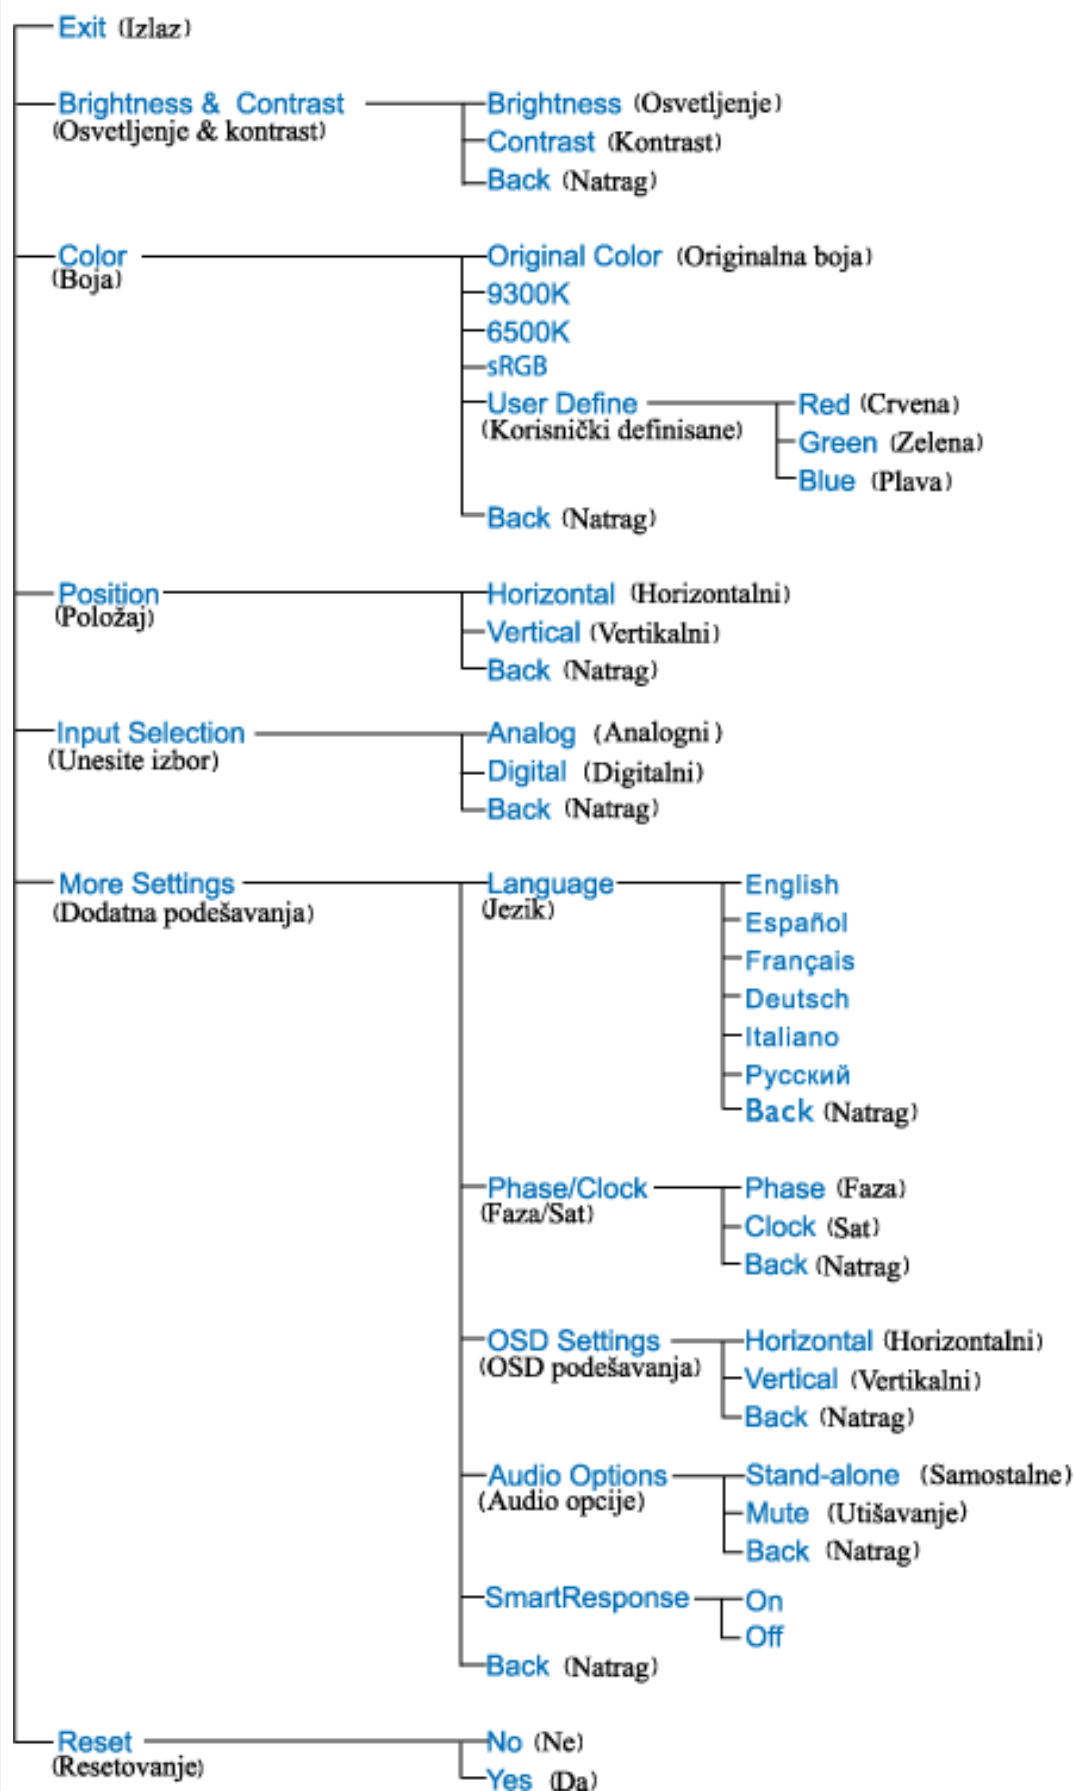 Exit (Izlaz)
Brightness & Contrast
(Osvetljenje & kontrast)
Brightness (Osvetljenje)
Contrast (Kontrast)
Back (Natrag)
Color
(Boja)
Original Color (Originalna boja)
9300K
6500K
sRGB
User Define
(Korisnički definisane)
Red (Crvena)
Green (Zelena)
Blue (Plava)
Back (Natrag)
Position
(Položaj)
Horizontal (Horizontalni)
Vertical (Vertikalni)
Back (Natrag)
Input Selection
(Unesite izbor)
Analog (Analogni)
Digital (Digitalni)
Back (Natrag)
More Settings
(Dodatna podešavanja)
Language
(Jezik)
English
Español
Français
Deutsch
Italiano
Русский
Back (Natrag)
Phase/Clock
(Faza/Sat)
Phase (Faza)
Clock (Sat)
Back (Natrag)
OSD Settings
(OSD podešavanja)
Horizontal (Horizontalni)
Vertical (Vertikalni)
Back (Natrag)
Audio Options
(Audio opcije)
Stand-alone (Samostalne)
Mute (Utišavanje)
Back (Natrag)
SmartResponse
On
Off
Back (Natrag)
Reset
(Resetovanje)
No (Ne)
Yes (Da)